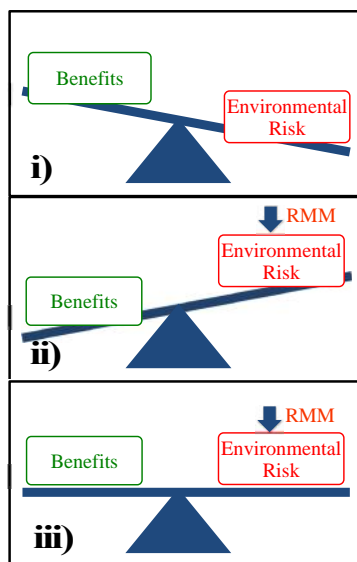 Benefits
Environmental
Risk
i)
RMM
Environmental
Risk
Benefits
ii)
RMM
Benefits
Environmental
Risk
iii)